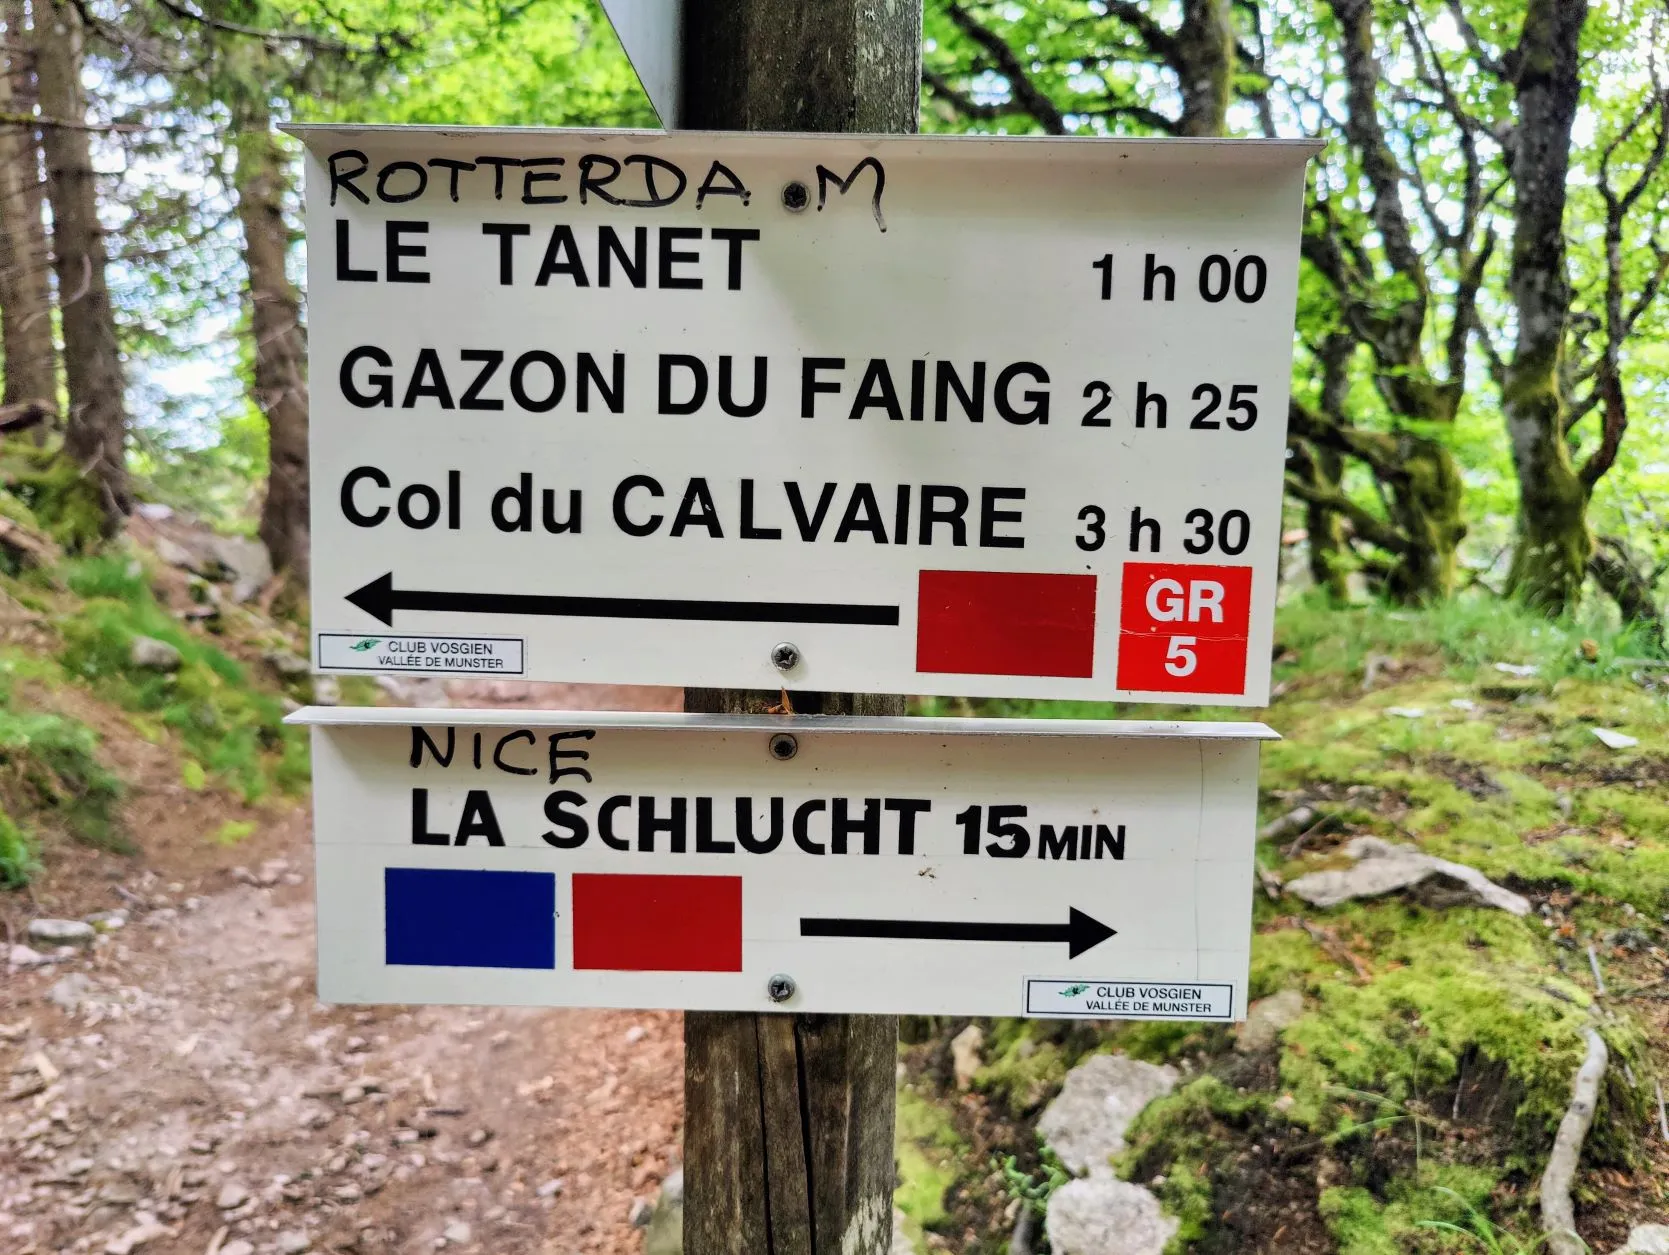 ROTTERDAM
LE TANET 1 h 00
GAZON DU FAING 2 h 25
Col du CALVAIRE 3 h 30
GR
5
CLUB VOSGIEN
VALLÉE DE MUNSTER
NICE
LA SCHLUCHT 15 MIN
CLUB VOSGIEN
VALLÉE DE MUNSTER